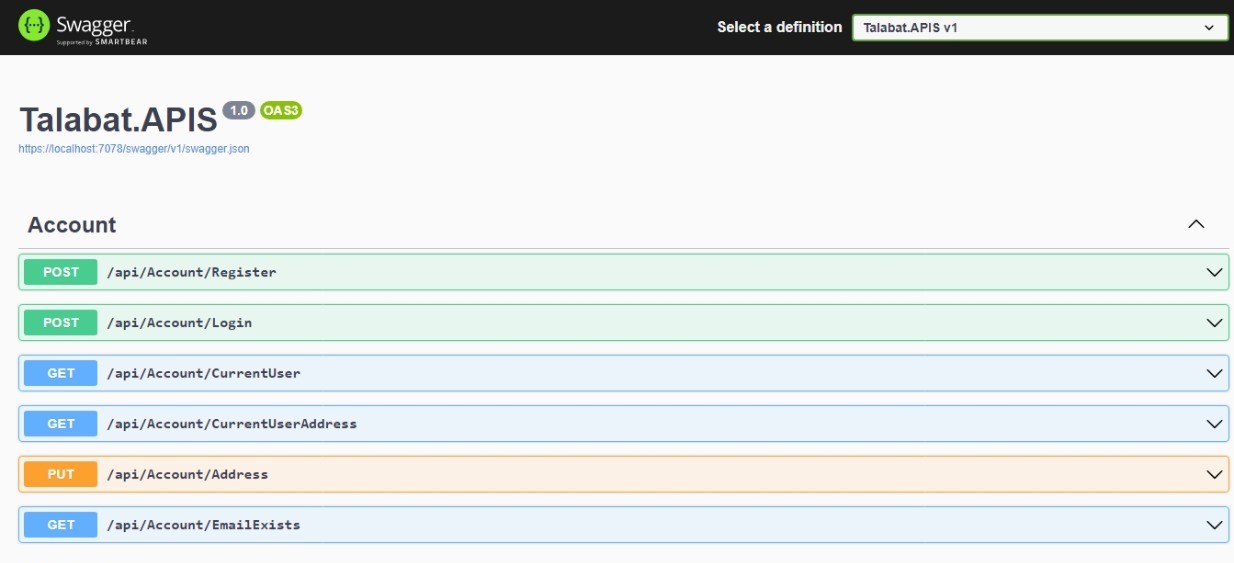 {···} Swagger.
Supported by SMARTBEAR
Select a definition Talabat.APIS v1
Talabat.APIS 1.0 OAS3
https://localhost:7078/swagger/v1/swagger.json
Account
POST /api/Account/Register
POST /api/Account/Login
GET /api/Account/CurrentUser
GET /api/Account/CurrentUserAddress
PUT /api/Account/Address
GET /api/Account/EmailExists